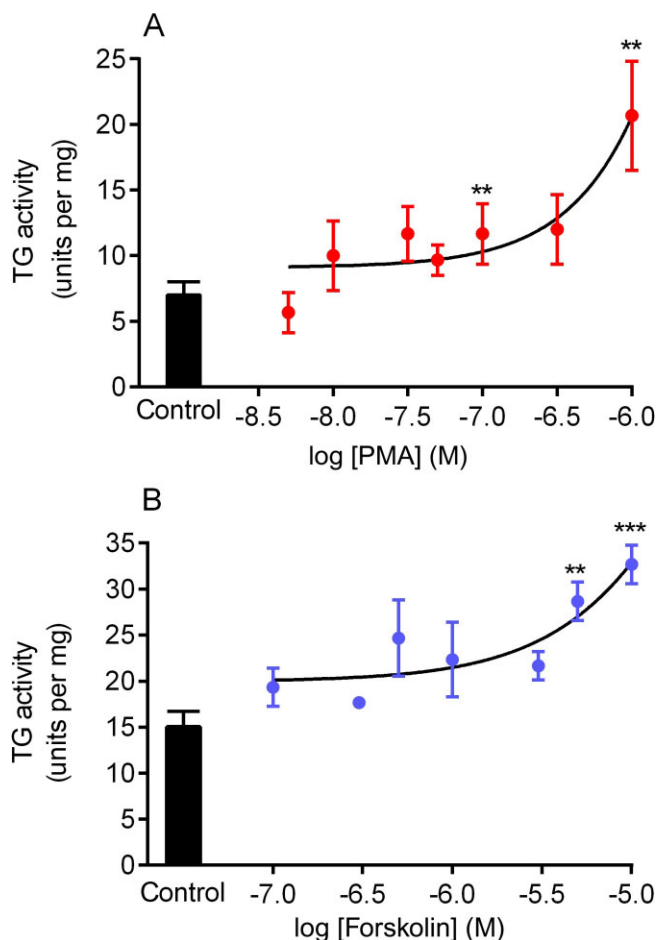 A
TG activity
(units per mg)
25
20
15
10
5
0
**
**
Control
-8.5 -8.0 -7.5 -7.0 -6.5 -6.0
log [PMA] (M)
B
TG activity
(units per mg)
35
30
25
20
15
10
5
0
**
***
Control
-7.0 -6.5 -6.0 -5.5 -5.0
log [Forskolin] (M)